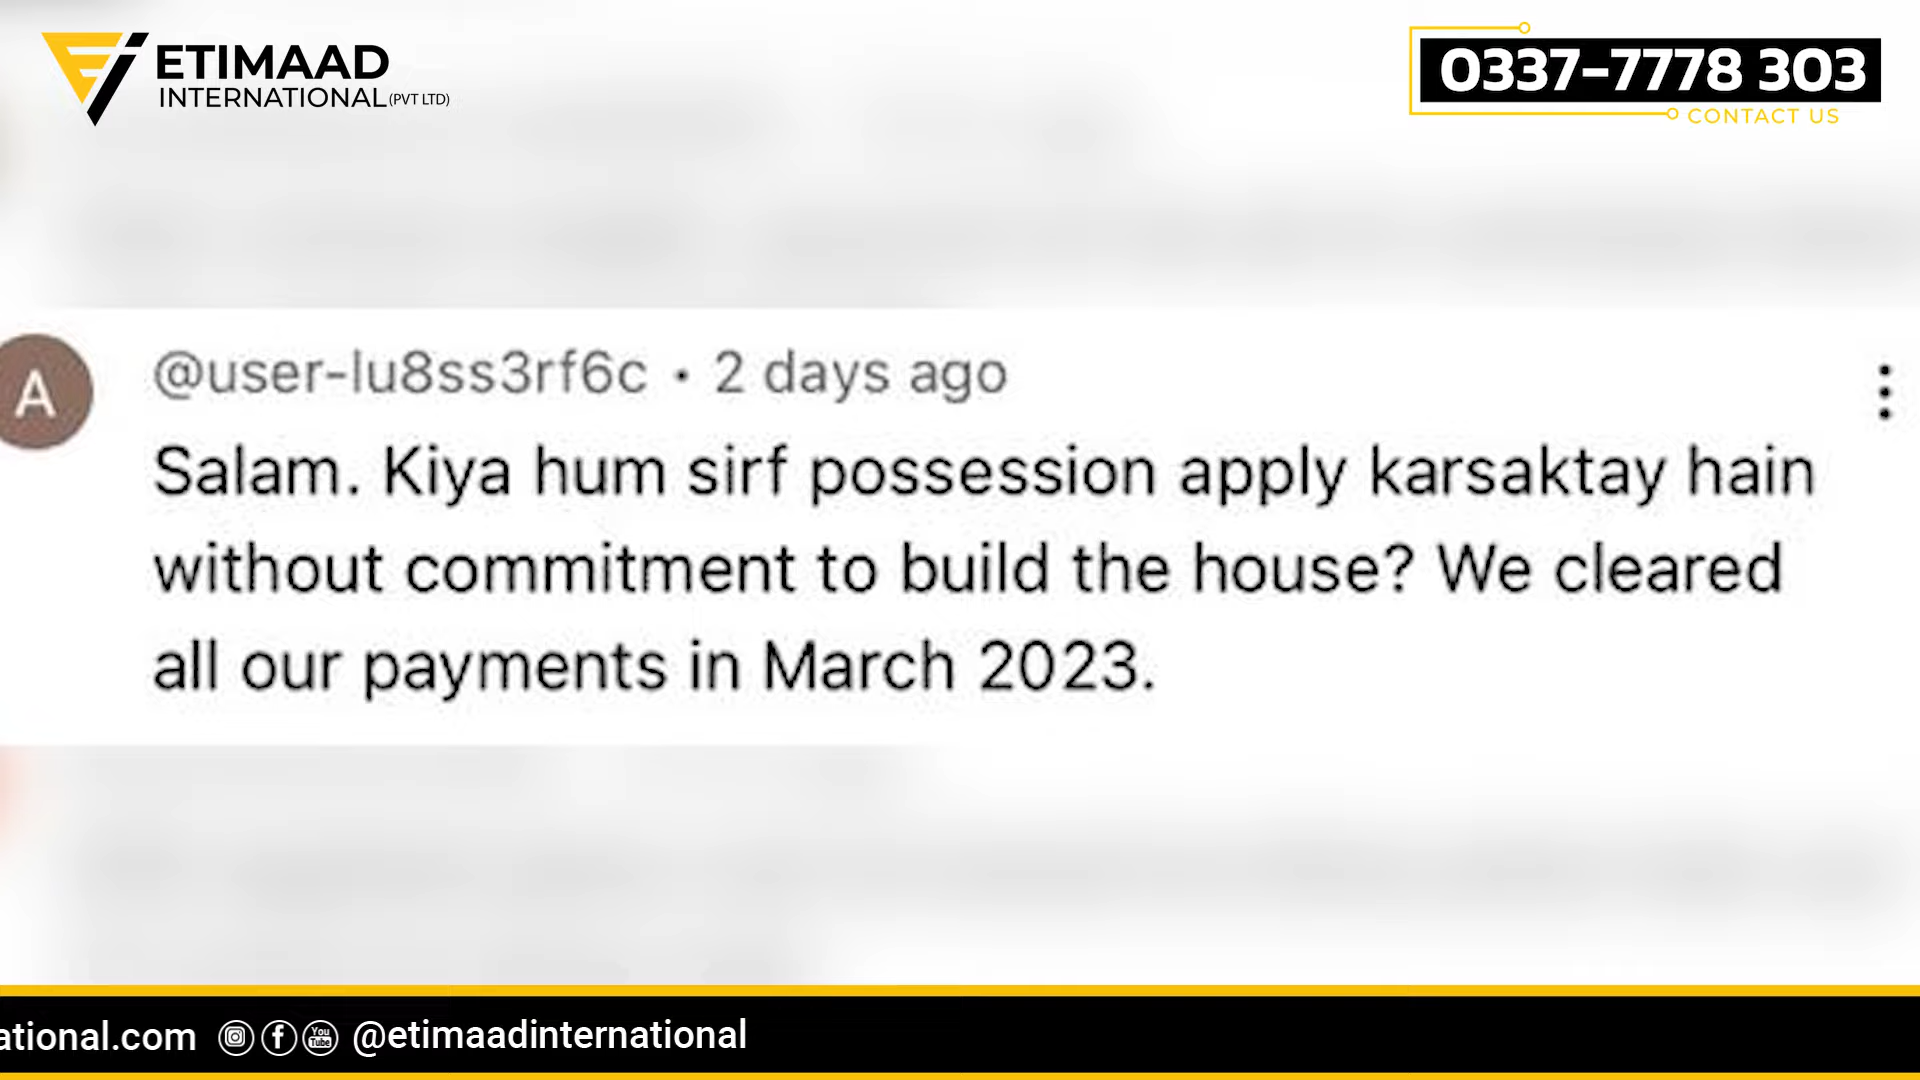 ETIMAAD
INTERNATIONAL (PVT LTD)
0337-7778 303
CONTACT US
A
@user-lu8ss3rf6c • 2 days ago
Salam. Kiya hum sirf possession apply karsaktay hain
without commitment to build the house? We cleared
all our payments in March 2023.
ational.com You Tube @etimaadinternational